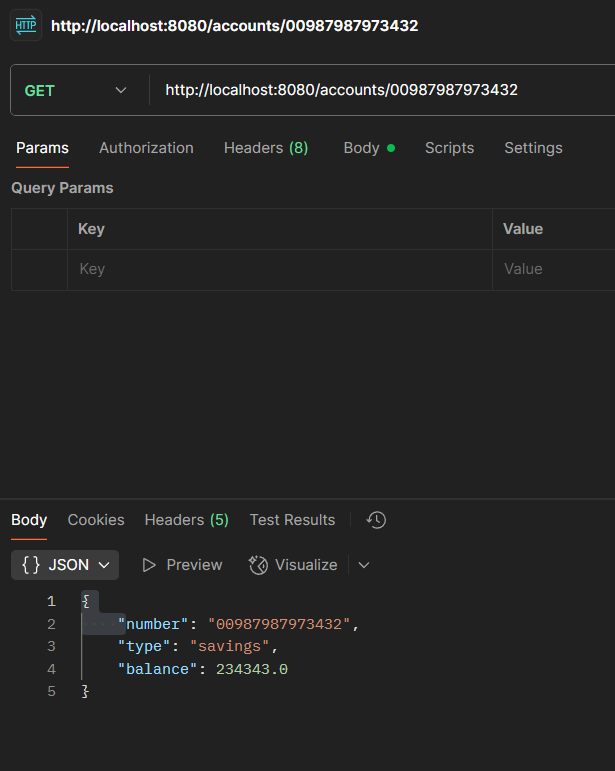 HTTP http://localhost:8080/accounts/00987987973432
GET http://localhost:8080/accounts/00987987973432
Params Authorization Headers (8) Body Scripts Settings
Query Params
Key Value
Key Value
Body Cookies Headers (5) Test Results
{ } JSON Preview Visualize
1 {
2 "number": "00987987973432",
3 "type": "savings",
4 "balance": 234343.0
5 }